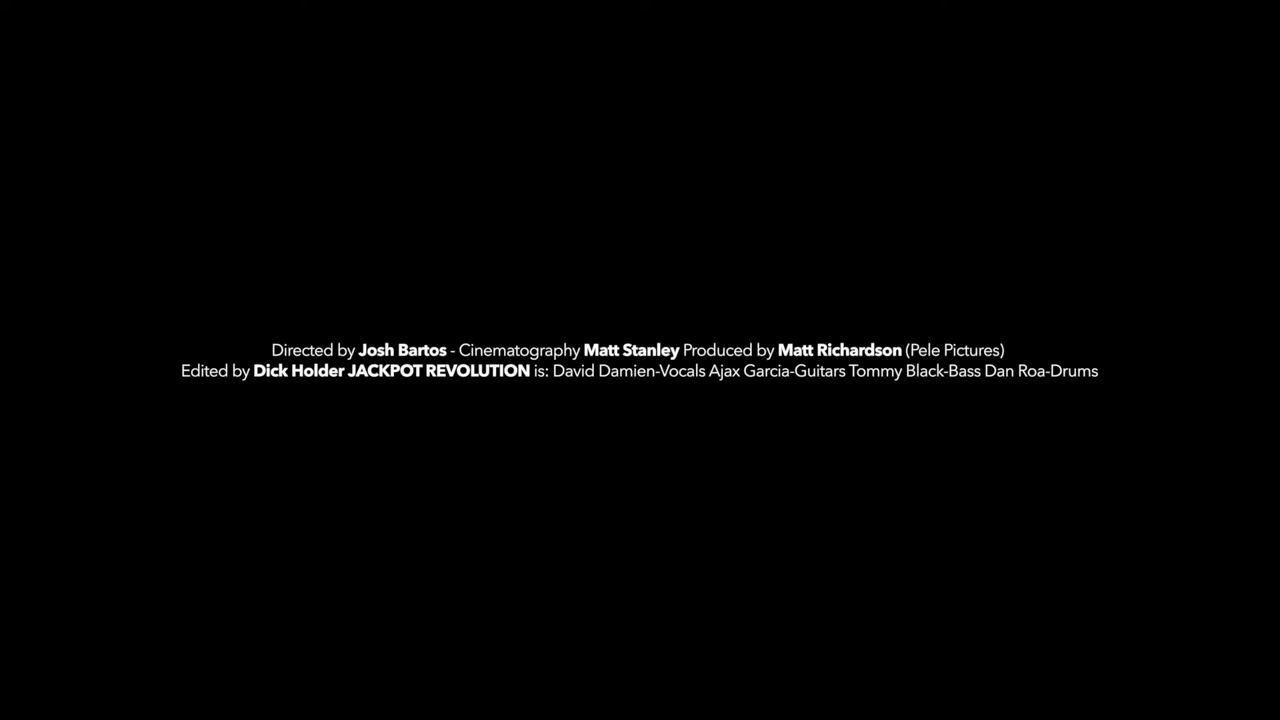 Directed by Josh Bartos - Cinematography Matt Stanley Produced by Matt Richardson (Pele Pictures)
Edited by Dick Holder JACKPOT REVOLUTION is: David Damien-Vocals Ajax Garcia-Guitars Tommy Black-Bass Dan Roa-Drums